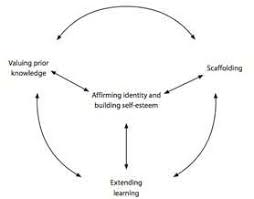 Valuing prior
knowledge
Scaffolding
Affirming identity and
building self-esteem
Extending
learning